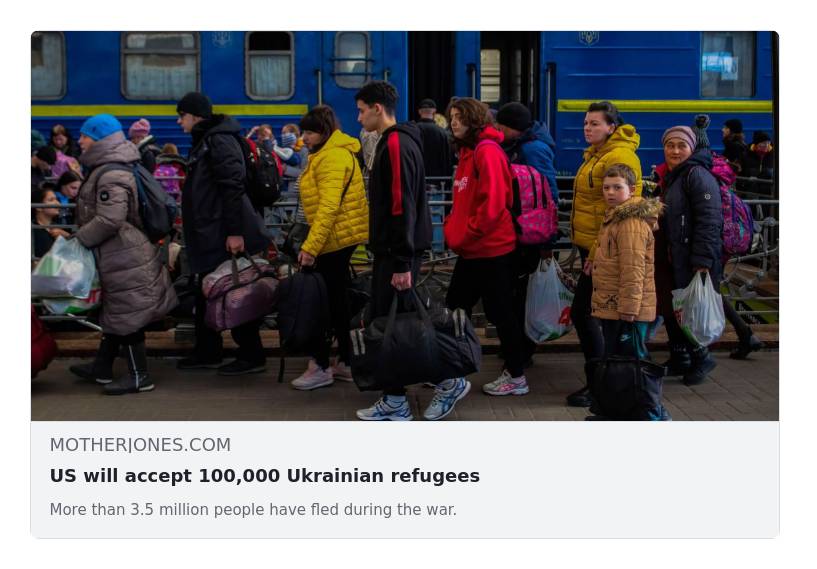 MOTHERJONES.COM
US will accept 100,000 Ukrainian refugees
More than 3.5 million people have fled during the war.